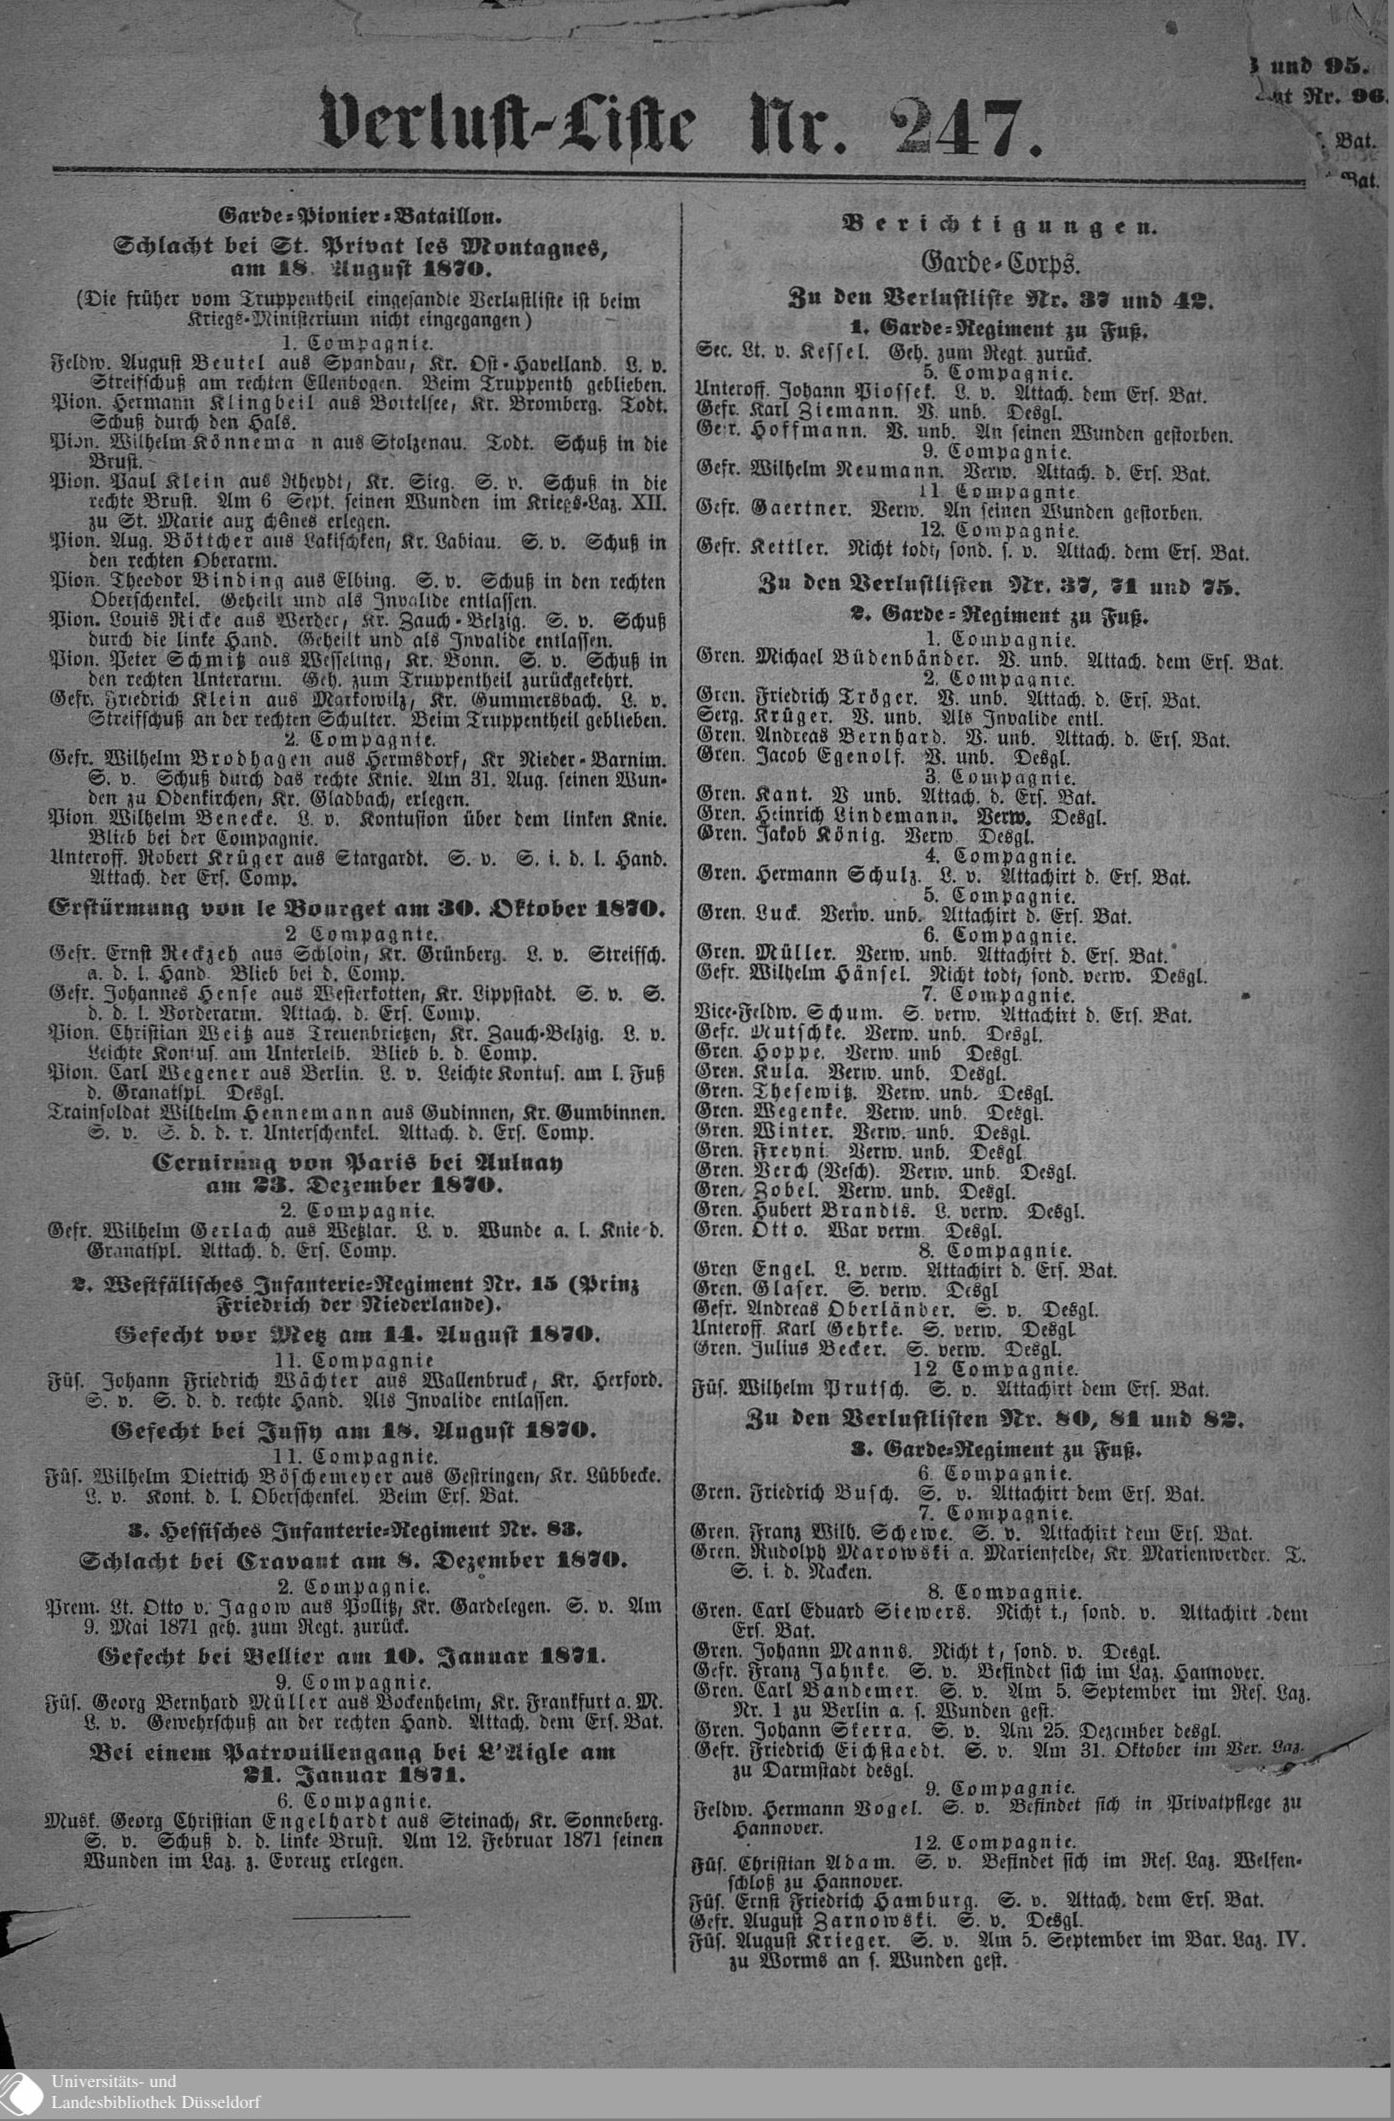 und 95.
Nr. 96.
Bat.
Bat.
Verlust-Liste Nr. 247.
Garde-Pionier-Bataillon.
Schlacht bei St. Privat les Montagnes,
am 18. August 1870.
(Die früher vom Truppentheil eingesandte Verlustliste ist beim
Kriegs-Ministerium nicht eingegangen)
1. Compagnie.
Feldw. August Beutel aus Spandau, Kr. Ost-Havelland. L. v.
Streifschuß am rechten Ellenbogen. Beim Truppenth geblieben.
Pion. Hermann Klingbeil aus Bottelsee, Kr. Bromberg. Todt.
Schuß durch den Hals.
Pion. Wilhelm Könnema n aus Stolzenau. Todt. Schuß in die
Brust.
Pion. Paul Klein aus Rheydt, Kr. Sieg. S. v. Schuß in die
rechte Brust. Am 6 Sept. seinen Wunden im Kriegs-Laz. XII.
zu St. Marie aux chênes erlegen.
Pion. Aug. Böttcher aus Lakischken, Kr. Labiau. S. v. Schuß in
den rechten Oberarm.
Pion. Theodor Binding aus Elbing. S. v. Schuß in den rechten
Oberschenkel. Geheilt und als Invalide entlassen.
Pion. Louis Ricke aus Werder, Kr. Zauch-Belzig. S. v. Schuß
durch die linke Hand. Geheilt und als Invalide entlassen.
Pion. Peter Schmitz aus Wesseling, Kr. Bonn. S. v. Schuß in
den rechten Unterarm. Geh. zum Truppentheil zurückgekehrt.
Gefr. Friedrich Klein aus Markowitz, Kr. Gummersbach. L. v.
Streifschuß an der rechten Schulter. Beim Truppentheil geblieben.
2. Compagnie.
Gefr. Wilhelm Brodhagen aus Hermsdorf, Kr Nieder-Barnim.
S. v. Schuß durch das rechte Knie. Am 31. Aug. seinen Wun-
den zu Odenkirchen, Kr. Gladbach, erlegen.
Pion. Wilhelm Benecke. L. v. Kontusion über dem linken Knie.
Blieb bei der Compagnie.
Unteroff. Robert Krüger aus Stargardt. S. v. S. i. d. l. Hand.
Attach. der Ers. Comp.
Erstürmung von le Bourget am 30. Oktober 1870.
2 Compagnie.
Gefr. Ernst Reckzeh aus Schloin, Kr. Grünberg. L. v. Streifsch.
a. d. l. Hand. Blieb bei d. Comp.
Gefr. Johannes Hense aus Westerkotten, Kr. Lippstadt. S. v. S.
d. d. l. Vorderarm. Attach. d. Ers. Comp.
Pion. Christian Weitz aus Treuenbrietzen, Kr. Zauch-Belzig. L. v.
Leichte Kontus. am Unterleib. Blieb b. d. Comp.
Pion. Carl Wegener aus Berlin. L. v. Leichte Kontus. am l. Fuß
d. Granatspl. Desgl.
Trainsoldat Wilhelm Hennemann aus Gudinnen, Kr. Gumbinnen.
S. v. S. d. d. r. Unterschenkel. Attach. d. Ers. Comp.
Cernirung von Paris bei Aulnay
am 23. Dezember 1870.
2. Compagnie.
Gefr. Wilhelm Gerlach aus Wetzlar. L. v. Wunde a. l. Knie d.
Granatspl. Attach. d. Ers. Comp.
2. Westfälisches Infanterie-Regiment Nr. 15 (Prinz
Friedrich der Niederlande).
Gefecht vor Metz am 14. August 1870.
11. Compagnie
Füs. Johann Friedrich Wächter aus Wallenbruck, Kr. Herford.
S. v. S. d. d. rechte Hand. Als Invalide entlassen.
Gefecht bei Jussy am 18. August 1870.
11. Compagnie.
Füs. Wilhelm Dietrich Böschemeyer aus Gestringen, Kr. Lübbecke.
L. v. Kont. d. l. Oberschenkel. Beim Ers. Bat.
3. Hessisches Infanterie-Regiment Nr. 83.
Schlacht bei Cravant am 8. Dezember 1870.
2. Compagnie.
Prem. Lt. Otto v. Jagow aus Pollitz, Kr. Gardelegen. S. v. Am
9. Mai 1871 geh. zum Regt. zurück.
Gefecht bei Bellier am 10. Januar 1871.
9. Compagnie.
Füs. Georg Bernhard Müller aus Bockenheim, Kr. Frankfurt a. M.
L. v. Gewehrschuß an der rechten Hand. Attach. dem Ers. Bat.
Bei einem Patrouillengang bei L'Aigle am
21. Januar 1871.
6. Compagnie.
Musk. Georg Christian Engelhardt aus Steinach, Kr. Sonneberg.
S. v. Schuß d. d. linke Brust. Am 12. Februar 1871 seinen
Wunden im Laz. z. Evreux erlegen.
Berichtigungen.
Garde-Corps.
Zu den Verlustliste Nr. 37 und 42.
1. Garde-Regiment zu Fuß.
Sec. Lt. v. Kessel. Geh. zum Regt. zurück.
5. Compagnie.
Unteroff. Johann Piossek. L. v. Attach. dem Ers. Bat.
Gefr. Karl Ziemann. V. unb. Desgl.
Gefr. Hoffmann. V. unb. An seinen Wunden gestorben.
9. Compagnie.
Gefr. Wilhelm Neumann. Verw. Attach. d. Ers. Bat.
11. Compagnie
Gefr. Gaertner. Verw. An seinen Wunden gestorben.
12. Compagnie.
Gefr. Kettler. Nicht todt, sond. s. v. Attach. dem Ers. Bat.
Zu den Verlustlisten Nr. 37, 71 und 75.
2. Garde-Regiment zu Fuß.
1. Compagnie.
Gren. Michael Büdenbänder. V. unb. Attach. dem Ers. Bat.
2. Compagnie.
Gren. Friedrich Tröger. V. unb. Attach. d. Ers. Bat.
Serg. Krüger. V. unb. Als Invalide entl.
Gren. Andreas Bernhard. V. unb. Attach. d. Ers. Bat.
Gren. Jacob Egenolf. V. unb. Desgl.
3. Compagnie.
Gren. Kant. V unb. Attach. d. Ers. Bat.
Gren. Heinrich Lindemann. Verw. Desgl.
Gren. Jakob König. Verw Desgl.
4. Compagnie.
Gren. Hermann Schulz. L. v. Attachirt d. Ers. Bat.
5. Compagnie.
Gren. Luck. Verw. unb. Attachirt d. Ers. Bat.
6. Compagnie.
Gren. Müller. Verw. unb. Attachirt d. Ers. Bat.
Gefr. Wilhelm Hänsel. Nicht todt, sond. verw. Desgl.
7. Compagnie.
Vice-Feldw. Schum. S. verw. Attachirt d. Ers. Bat.
Gefr. Mutschke. Verw. unb. Desgl.
Gren. Hoppe. Verw. unb Desgl.
Gren. Kula. Verw. unb. Desgl.
Gren. Thesewitz. Verw. unb. Desgl.
Gren. Wegenke. Verw. unb. Desgl.
Gren. Winter. Verw. unb. Desgl.
Gren. Freyni. Verw. unb. Desgl
Gren. Verch (Vesch). Verw. unb. Desgl.
Gren. Zobel. Verw. unb. Desgl.
Gren. Hubert Brandis. L. verw. Desgl.
Gren. Otto. War verm. Desgl.
8. Compagnie.
Gren Engel. L. verw. Attachirt d. Ers. Bat.
Gren. Glaser. S. verw. Desgl
Gefr. Andreas Oberländer. S. v. Desgl.
Unteroff. Karl Gehrke. S. verw. Desgl
Gren. Julius Becker. S. verw. Desgl.
12. Compagnie.
Füs. Wilhelm Prutsch. S. v. Attachirt dem Ers. Bat.
Zu den Verlustlisten Nr. 80, 81 und 82.
3. Garde-Regiment zu Fuß.
6. Compagnie.
Gren. Friedrich Busch. S. v. Attachirt dem Ers. Bat.
7. Compagnie.
Gren. Franz Wilh. Schewe. S. v. Attachirt dem Ers. Bat.
Gren. Rudolph Marowski a. Marienfelde, Kr. Marienwerder. T.
S. i. d. Nacken.
8. Compagnie.
Gren. Carl Eduard Siewers. Nicht t., sond. v. Attachirt dem
Ers. Bat.
Gren. Johann Manns. Nicht t, sond. v. Desgl.
Gefr. Franz Jahnke. S. v. Befindet sich im Laz. Hannover.
Gren. Carl Bandemer. S. v. Am 5. September im Res. Laz.
Nr. 1 zu Berlin a. s. Wunden gest.
Gren. Johann Skerra. S. v. Am 25. Dezember desgl.
Gefr. Friedrich Eichstaedt. S. v. Am 31. Oktober im Ver. Laz.
zu Darmstadt desgl.
9. Compagnie.
Feldw. Hermann Vogel. S. v. Befindet sich in Privatpflege zu
Hannover.
12. Compagnie.
Füs. Christian Adam. S. v. Befindet sich im Res. Laz. Welfen-
schloß zu Hannover.
Füs. Ernst Friedrich Hamburg. S. v. Attach. dem Ers. Bat.
Gefr. August Zarnowski. S. v. Desgl.
Füs. August Krieger. S. v. Am 5. September im Bar. Laz. IV.
zu Worms an s. Wunden gest.
Universitäts- und
Landesbibliothek Düsseldorf